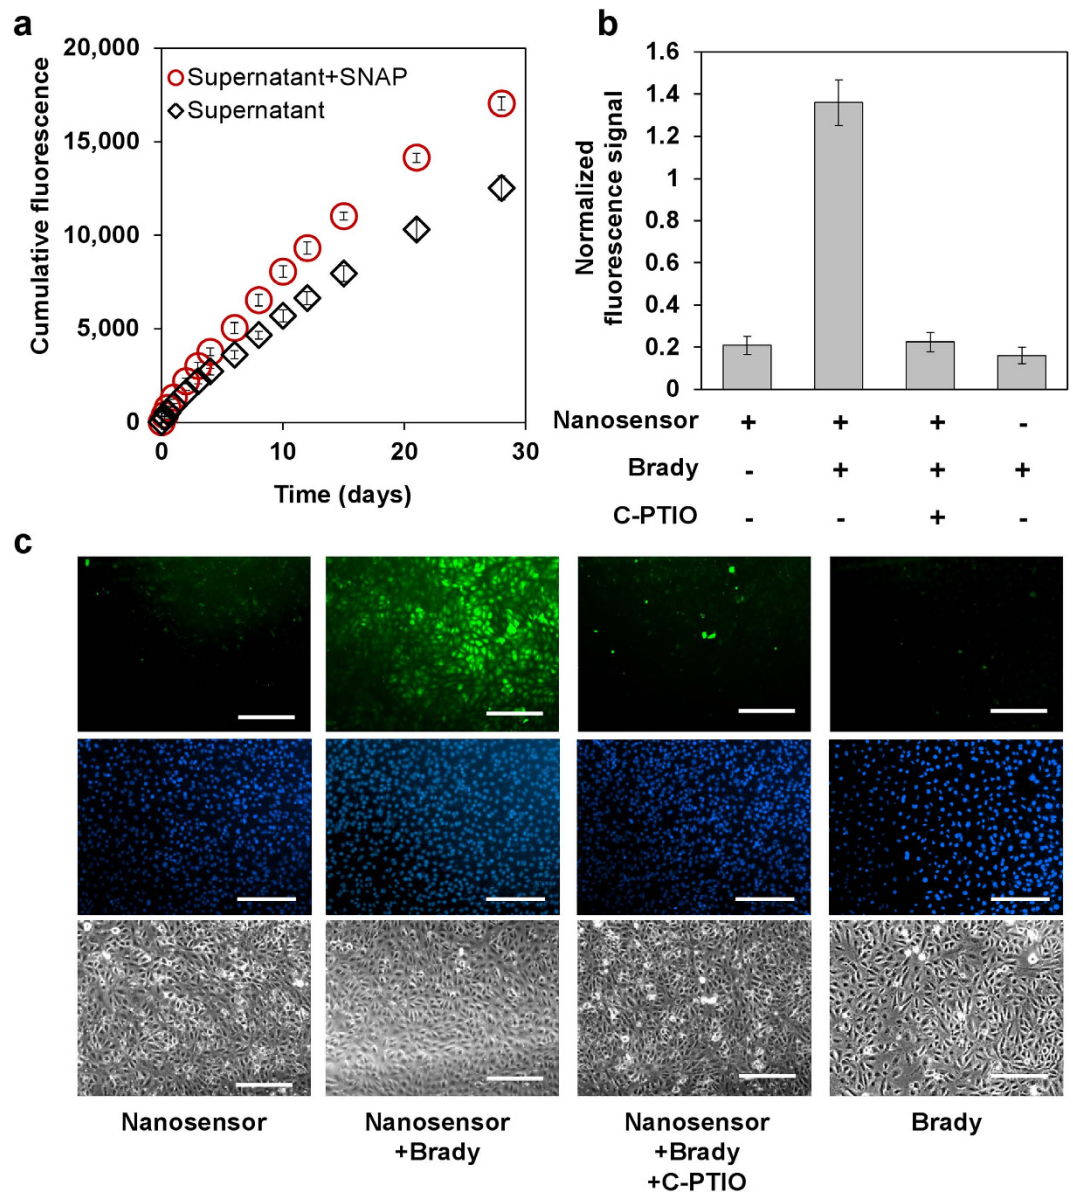 a
20,000
15,000
10,000
5,000
0
Cumulative fluorescence
Supernatant+SNAP
Supernatant
0 10 20 30
Time (days)
b
1.6
1.4
1.2
1
0.8
0.6
0.4
0.2
0
Normalized
fluorescence signal
Nanosensor + + + -
Brady - + + +
C-PTIO - - + -
c
Nanosensor
Nanosensor
+Brady
Nanosensor
+Brady
+C-PTIO
Brady